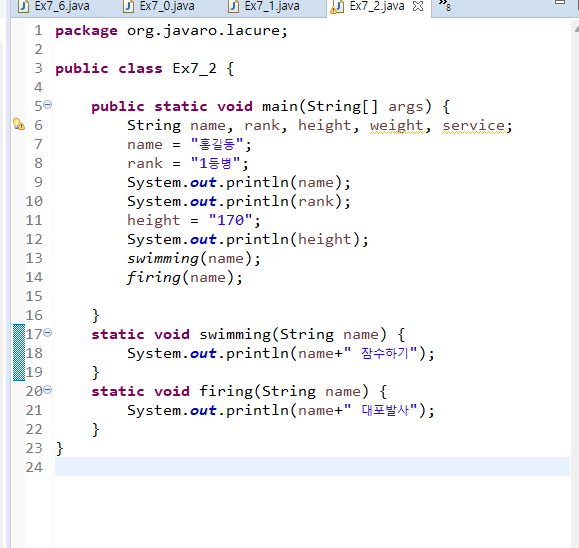 Ex7_6.java Ex7_0.java Ex7_1.java Ex7_2.java »8
1 package org.javaro.lacure;
2
3 public class Ex7_2 {
4
5 public static void main(String[] args) {
6 String name, rank, height, weight, service;
7 name = "홍길동";
8 rank = "1등병";
9 System.out.println(name);
10 System.out.println(rank);
11 height = "170";
12 System.out.println(height);
13 swimming(name);
14 firing(name);
15
16 }
17 static void swimming(String name) {
18 System.out.println(name+" 잠수하기");
19 }
20 static void firing(String name) {
21 System.out.println(name+" 대포발사");
22 }
23 }
24